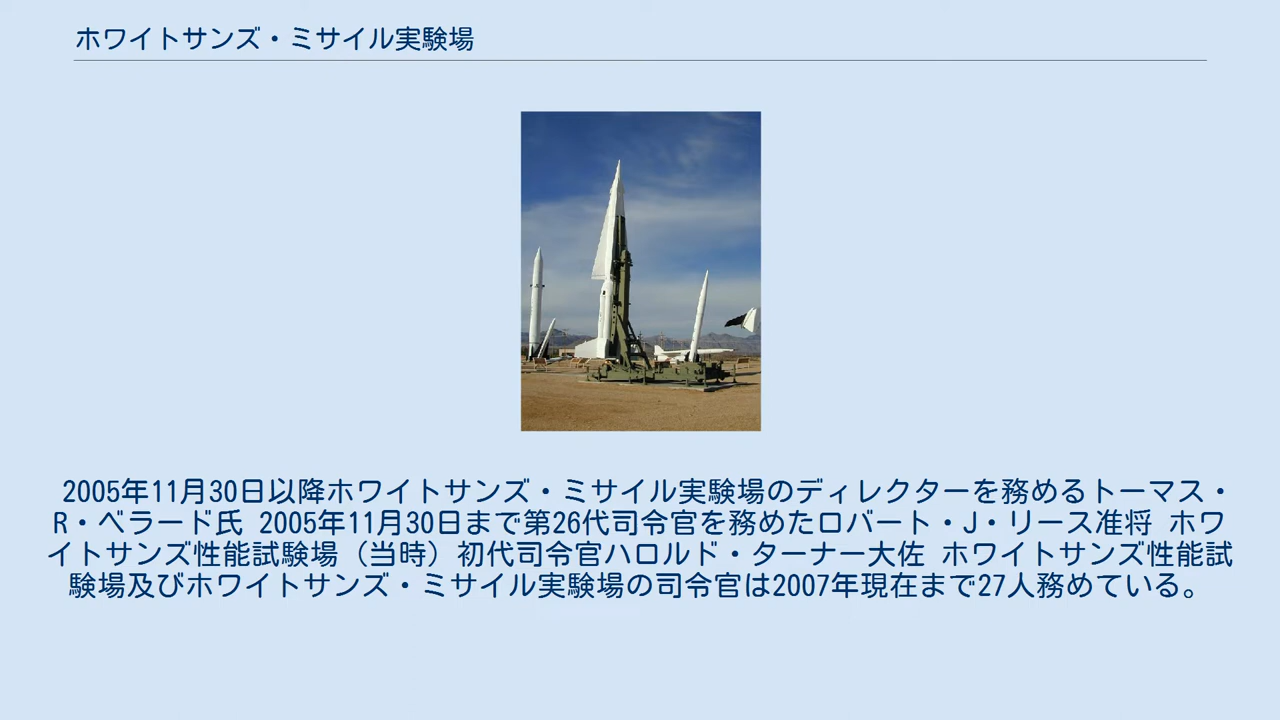 ホワイトサンズ・ミサイル実験場
2005年11月30日以降ホワイトサンズ・ミサイル実験場のディレクターを務めるトーマス・
R・ベラード氏 2005年11月30日まで第26代司令官を務めたロバート・J・リース准将 ホワ
イトサンズ性能試験場（当時）初代司令官ハロルド・ターナー大佐 ホワイトサンズ性能試
験場及びホワイトサンズ・ミサイル実験場の司令官は2007年現在まで27人務めている。